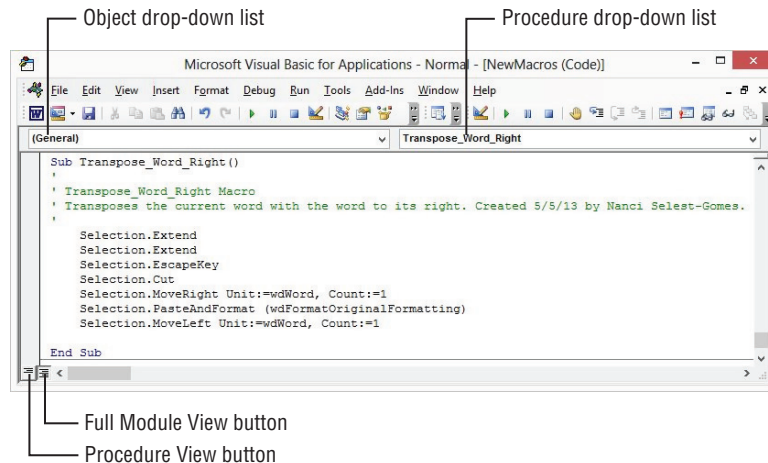 Object drop-down list
Procedure drop-down list
Microsoft Visual Basic for Applications - Normal - [NewMacros (Code)]
File Edit View Insert Format Debug Run Tools Add-Ins Window Help
(General)
Transpose_Word_Right
Sub Transpose_Word_Right()
'
' Transpose_Word_Right Macro
' Transposes the current word with the word to its right. Created 5/5/13 by Nanci Selest-Gomes.
'
Selection.Extend
Selection.Extend
Selection.EscapeKey
Selection.Cut
Selection.MoveRight Unit:=wdWord, Count:=1
Selection.PasteAndFormat (wdFormatOriginalFormatting)
Selection.MoveLeft Unit:=wdWord, Count:=1
End Sub
Full Module View button
Procedure View button